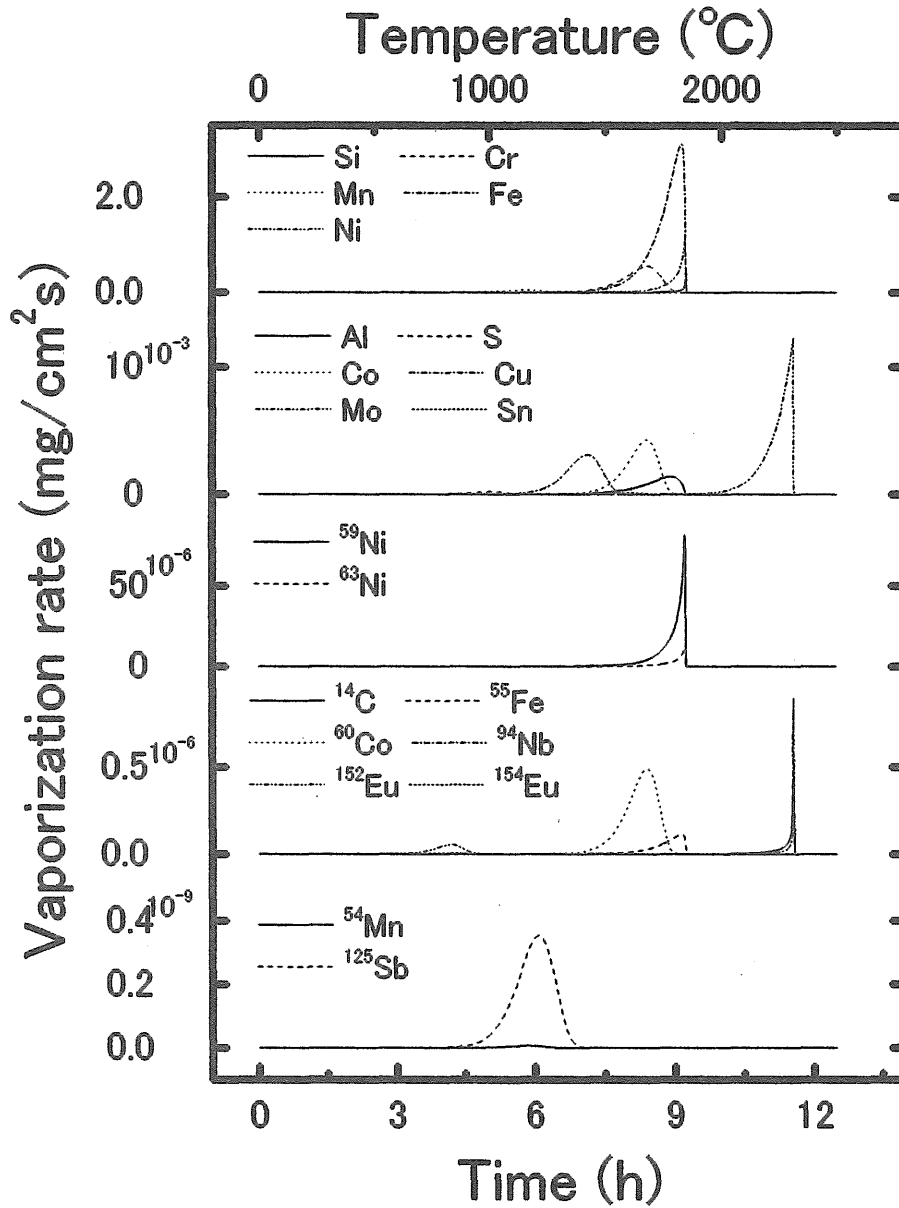 Temperature (°C)
0 1000 2000
Si Cr
Mn Fe
Ni
2.0
0.0
Al S
Co Cu
Mo Sn
10^10-3
0
59Ni
63Ni
50^10-6
0
14C 55Fe
60Co 94Nb
152Eu 154Eu
0.5^10-6
0.0
54Mn
125Sb
0.4^10-9
0.2
0.0
0 3 6 9 12
Time (h)
Vaporization rate (mg/cm²s)